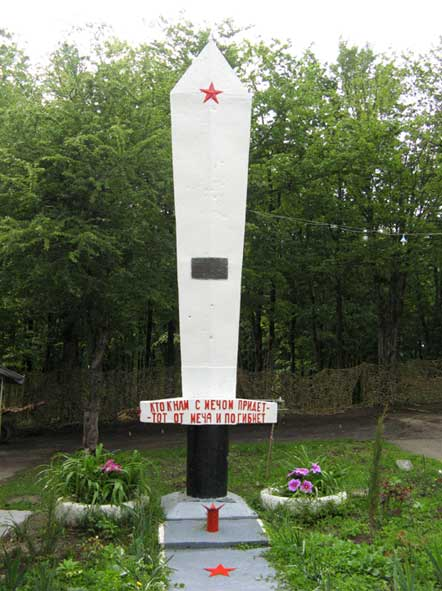 КТО К НАМ С МЕЧОМ ПРИДЕТ-
-ТОТ ОТ МЕЧА И ПОГИБНЕТ